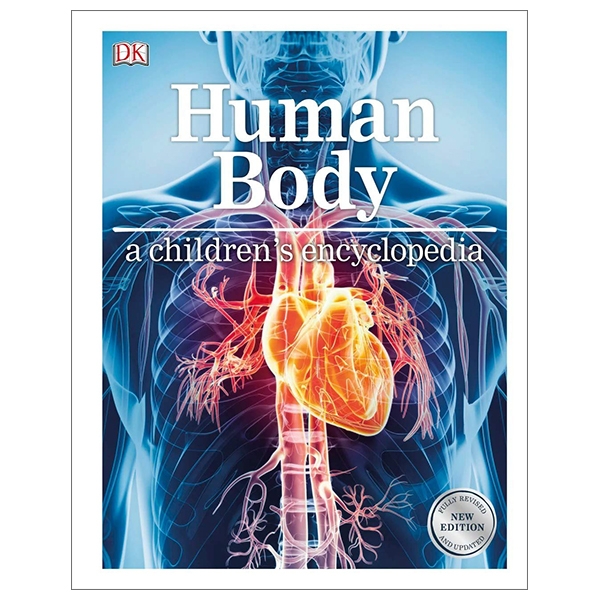 DK
Human
Body
a children's encyclopedia
FULLY REVISED
NEW
EDITION
AND UPDATED